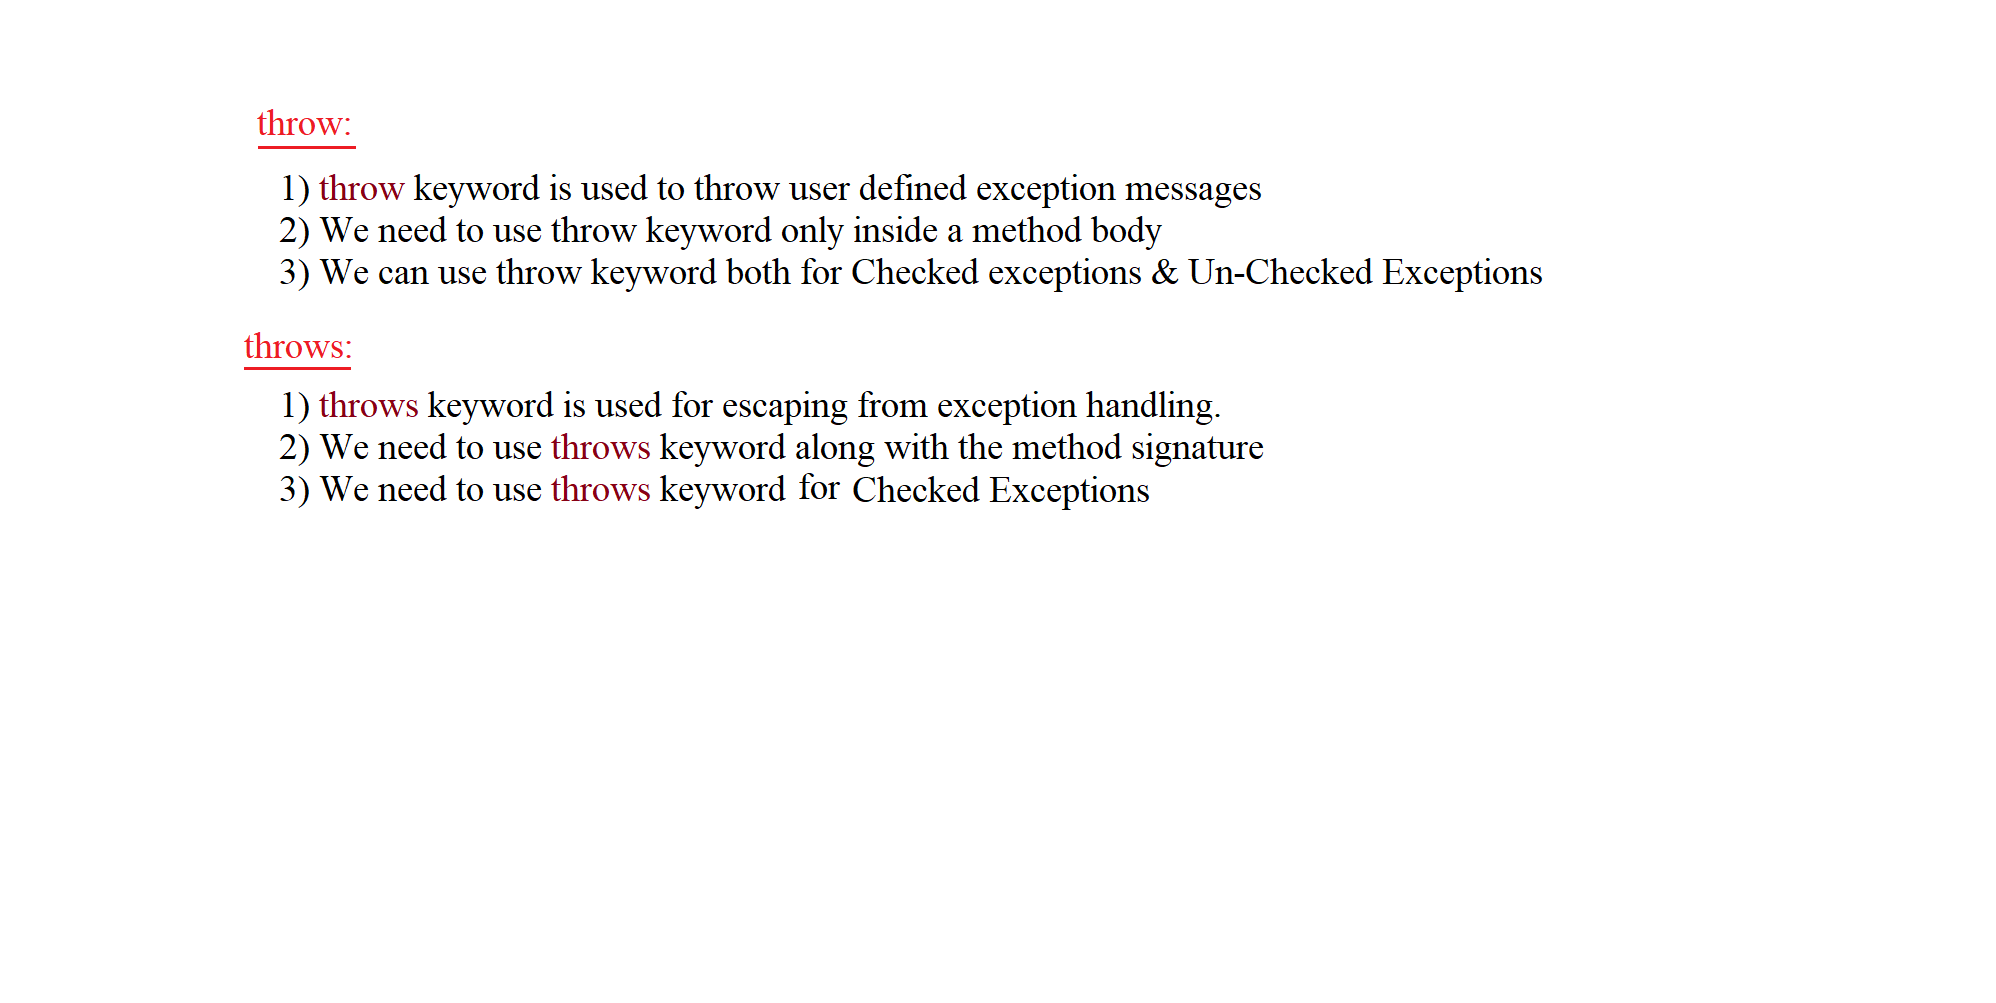 throw:
1) throw keyword is used to throw user defined exception messages
2) We need to use throw keyword only inside a method body
3) We can use throw keyword both for Checked exceptions & Un-Checked Exceptions
throws:
1) throws keyword is used for escaping from exception handling.
2) We need to use throws keyword along with the method signature
3) We need to use throws keyword for Checked Exceptions